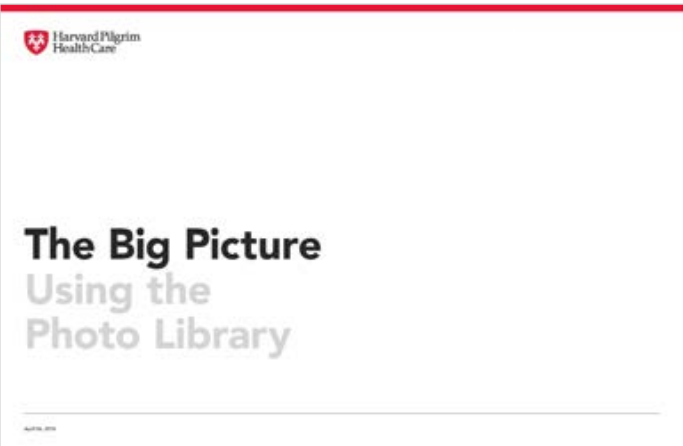 Harvard Pilgrim
HealthCare
The Big Picture
Using the
Photo Library